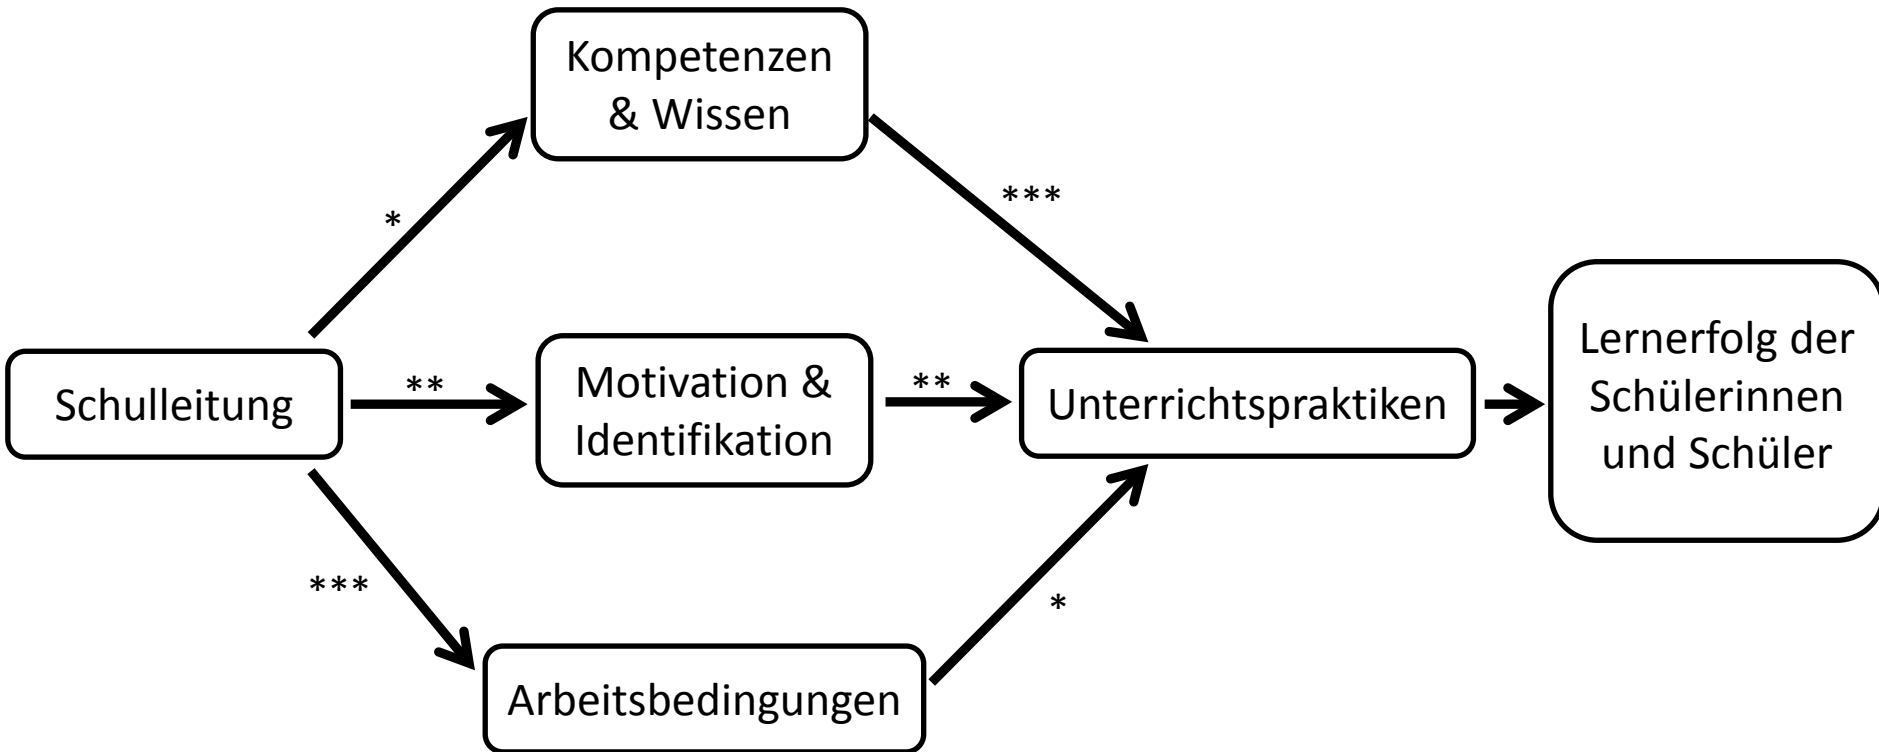 Kompetenzen
& Wissen
*
***
Schulleitung
**
Motivation &
Identifikation
**
Unterrichtspraktiken
Lernerfolg der
Schülerinnen
und Schüler
***
*
Arbeitsbedingungen